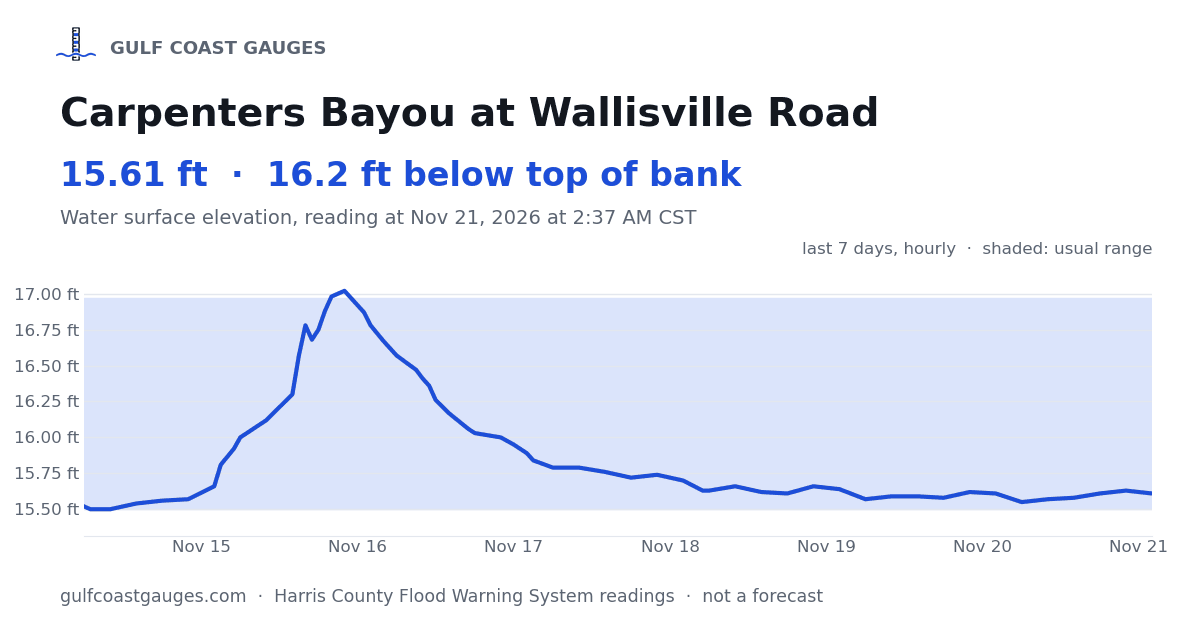 GULF COAST GAUGES
Carpenters Bayou at Wallisville Road
15.61 ft · 16.2 ft below top of bank
Water surface elevation, reading at Nov 21, 2026 at 2:37 AM CST
last 7 days, hourly · shaded: usual range
17.00 ft
16.75 ft
16.50 ft
16.25 ft
16.00 ft
15.75 ft
15.50 ft
Nov 15 Nov 16 Nov 17 Nov 18 Nov 19 Nov 20 Nov 21
gulfcoastgauges.com · Harris County Flood Warning System readings · not a forecast